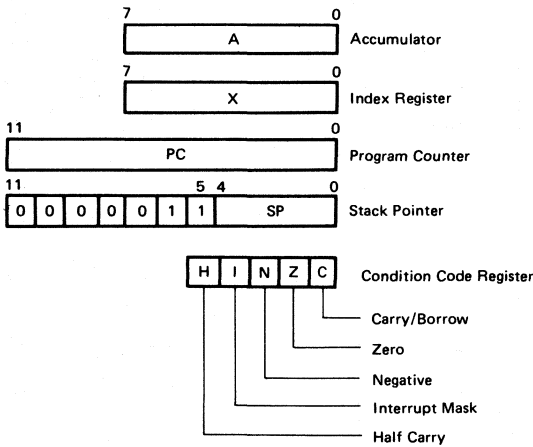 7 0
A Accumulator
7 0
X Index Register
11 0
PC Program Counter
11 5 4 0
0 0 0 0 0 1 1 SP Stack Pointer
H I N Z C Condition Code Register
Carry/Borrow
Zero
Negative
Interrupt Mask
Half Carry